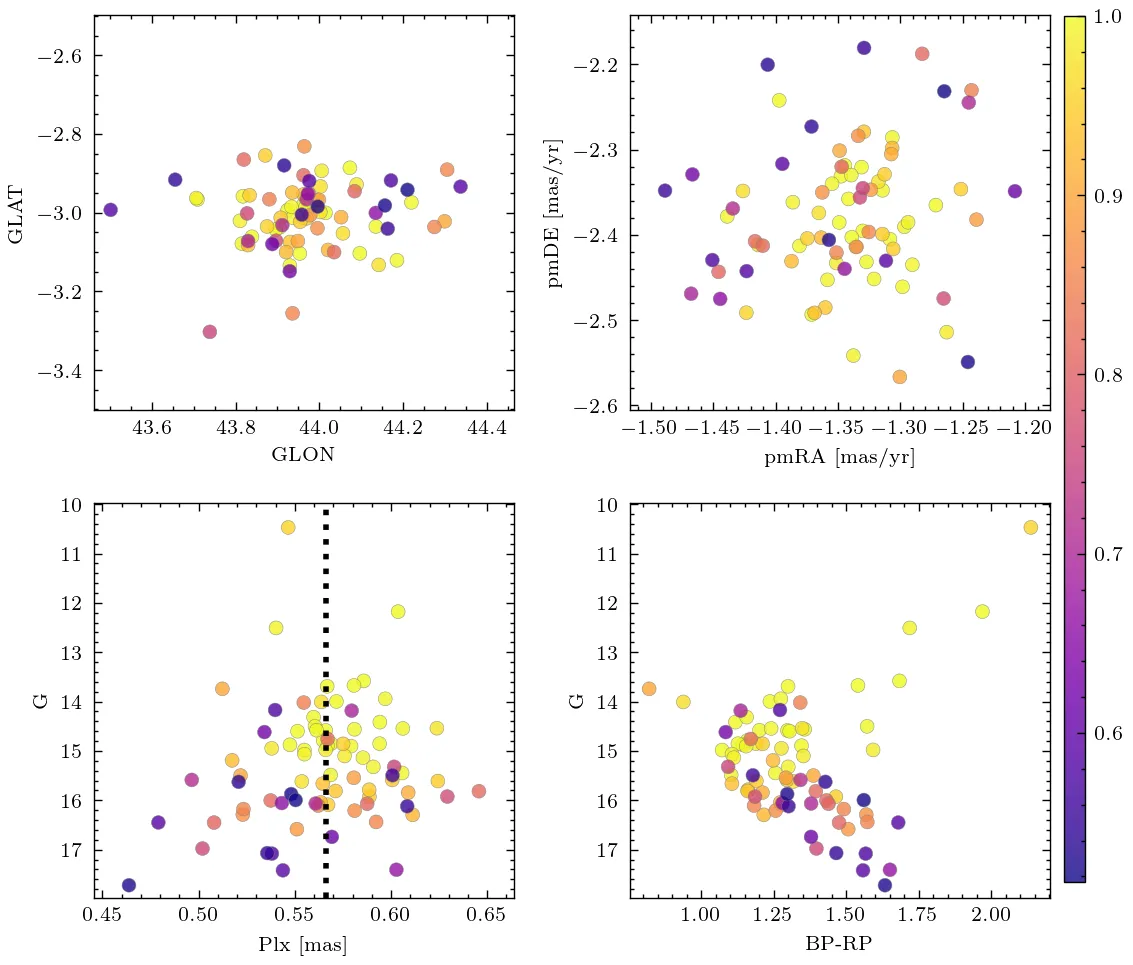 −2.6
−2.8
−3.0
−3.2
−3.4
GLAT
43.6 43.8 44.0 44.2 44.4
GLON
−2.2
−2.3
−2.4
−2.5
−2.6
pmDE [mas/yr]
−1.50 −1.45 −1.40 −1.35 −1.30 −1.25 −1.20
pmRA [mas/yr]
10
11
12
13
14
15
16
17
G
0.45 0.50 0.55 0.60 0.65
Plx [mas]
10
11
12
13
14
15
16
17
G
1.00 1.25 1.50 1.75 2.00
BP-RP
1.0
0.9
0.8
0.7
0.6